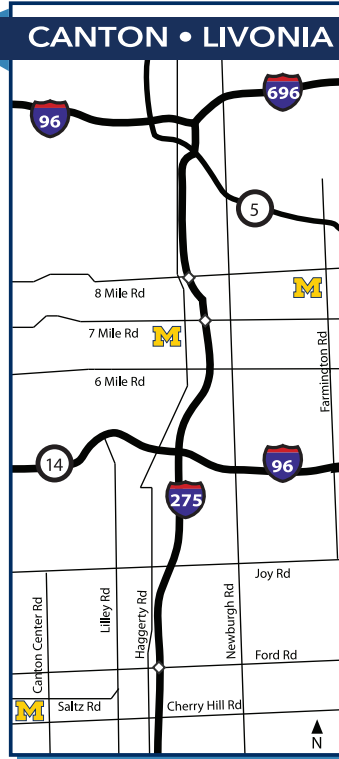 CANTON • LIVONIA
696
96
5
8 Mile Rd
M
7 Mile Rd
M
6 Mile Rd
Farmington Rd
14
96
275
Joy Rd
Canton Center Rd
Lilley Rd
Haggerty Rd
Newburgh Rd
Ford Rd
M
Saltz Rd
Cherry Hill Rd
N